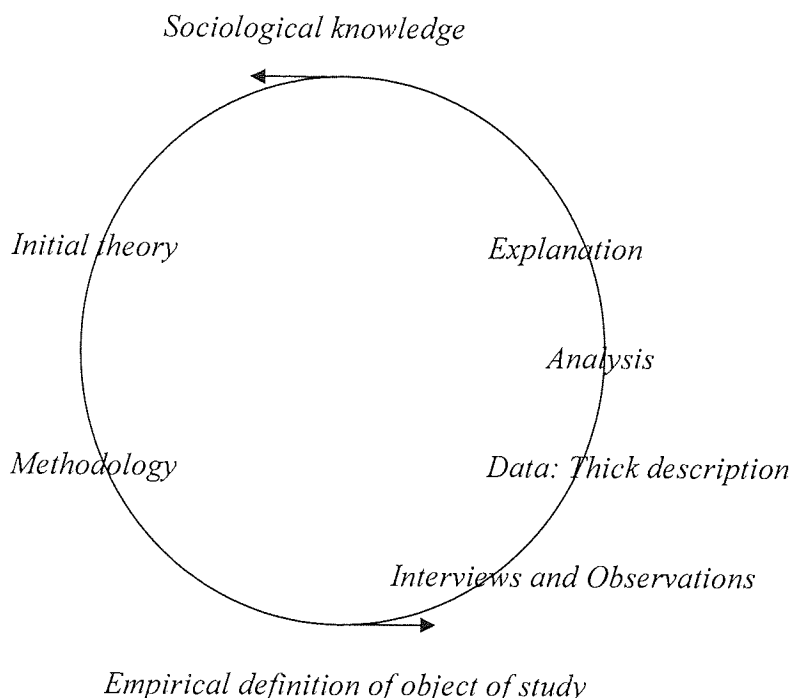 Sociological knowledge
Initial theory
Explanation
Analysis
Methodology
Data: Thick description
Interviews and Observations
Empirical definition of object of study